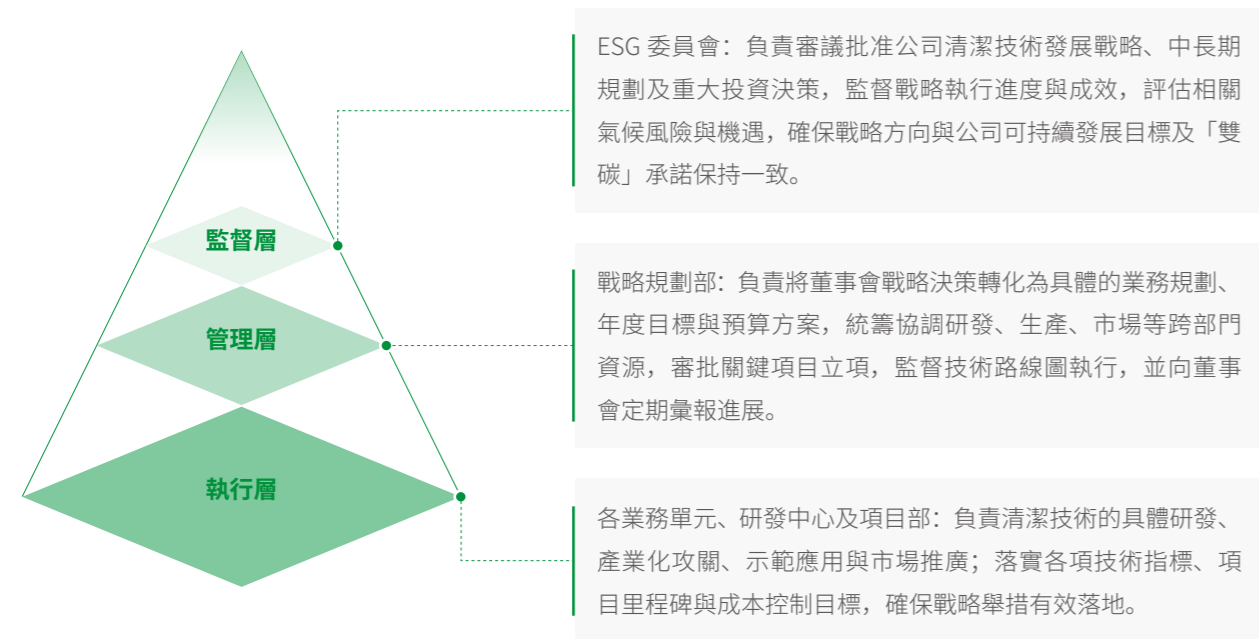 ESG 委員會：負責審議批准公司清潔技術發展戰略、中長期
規劃及重大投資決策，監督戰略執行進度與成效，評估相關
氣候風險與機遇，確保戰略方向與公司可持續發展目標及「雙
碳」承諾保持一致。
監督層
戰略規劃部：負責將董事會戰略決策轉化為具體的業務規劃、
年度目標與預算方案，統籌協調研發、生產、市場等跨部門
資源，審批關鍵項目立項，監督技術路線圖執行，並向董事
會定期彙報進展。
管理層
各業務單元、研發中心及項目部：負責清潔技術的具體研發、
產業化攻關、示範應用與市場推廣；落實各項技術指標、項
目里程碑與成本控制目標，確保戰略舉措有效落地。
執行層